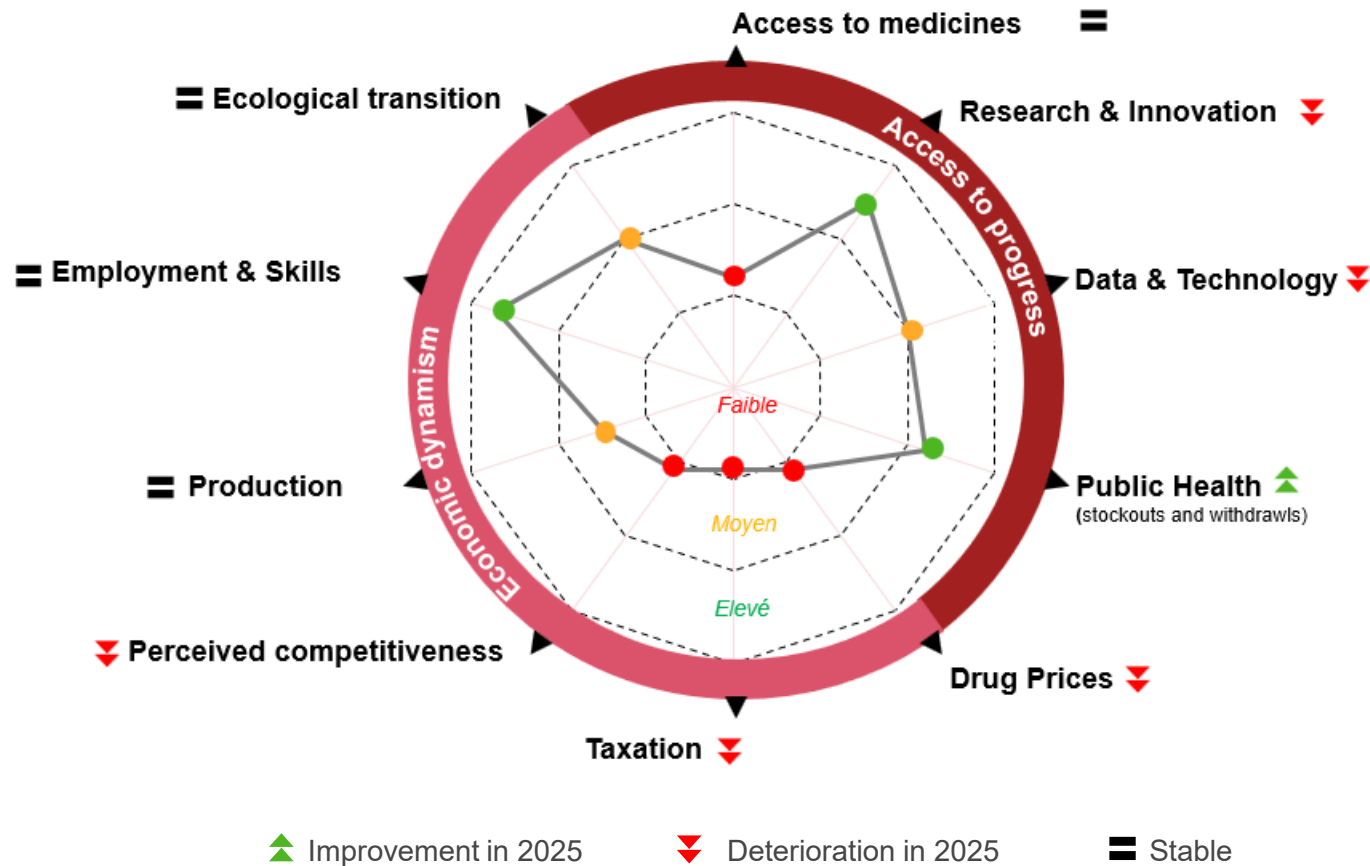 Access to medicines
Ecological transition
Research & Innovation
Access to progress
Employment & Skills
Data & Technology
Economic dynamism
Faible
Production
Public Health
(stockouts and withdrawls)
Moyen
Elevé
Perceived competitiveness
Drug Prices
Taxation
Improvement in 2025
Deterioration in 2025
Stable